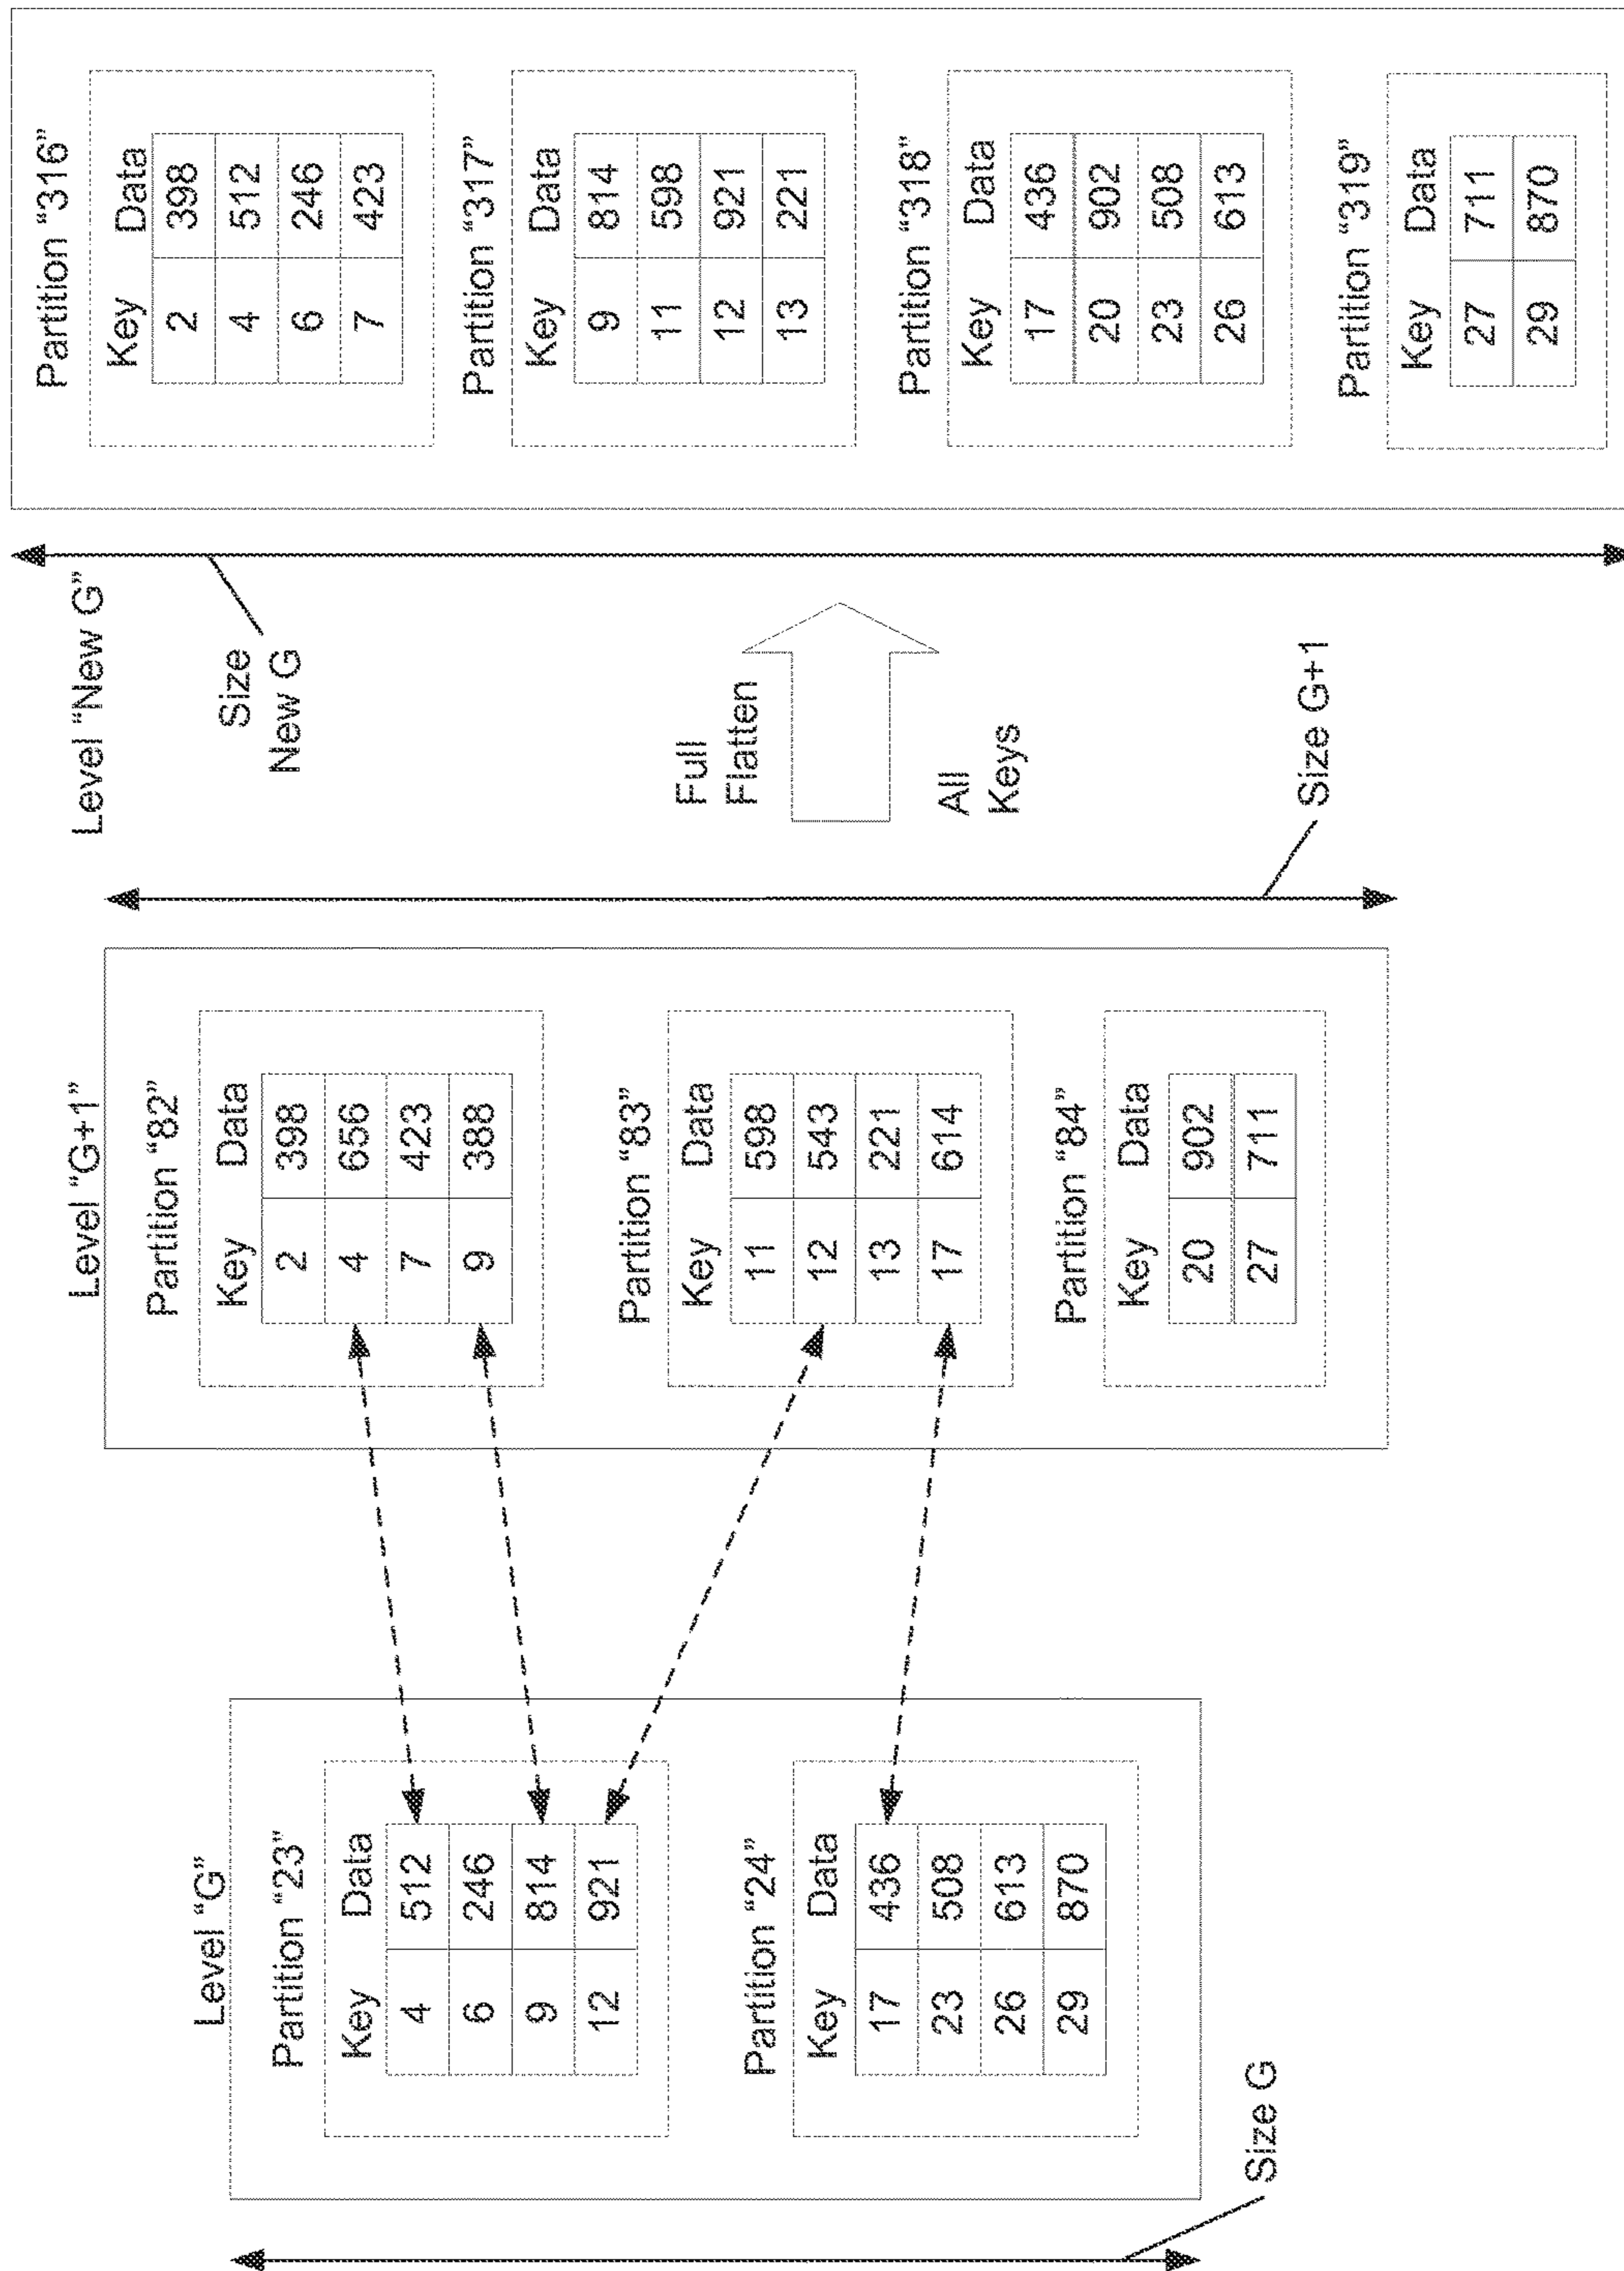 Level “G”
Partition “23”
Key Data
4 512
6 246
9 814
12 921
Partition “24”
Key Data
17 436
23 508
26 613
29 870
Size G
Level “G+1”
Partition “82”
Key Data
2 398
4 656
7 423
9 388
Partition “83”
Key Data
11 598
12 543
13 221
17 614
Partition “84”
Key Data
20 902
27 711
Size G+1
Full
Flatten
All
Keys
Level “New G”
Size
New G
Partition “316”
Key Data
2 398
4 512
6 246
7 423
Partition “317”
Key Data
9 814
11 598
12 921
13 221
Partition “318”
Key Data
17 436
20 902
23 508
26 613
Partition “319”
Key Data
27 711
29 870